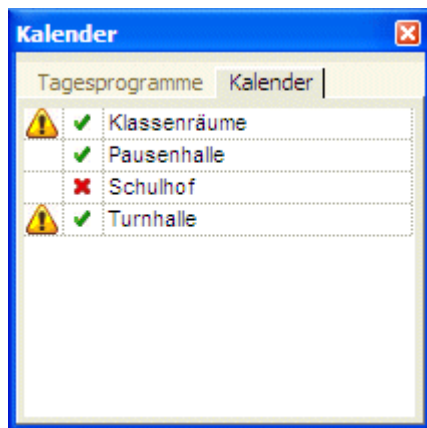 Kalender
Tagesprogramme Kalender
Klassenräume
Pausenhalle
Schulhof
Turnhalle